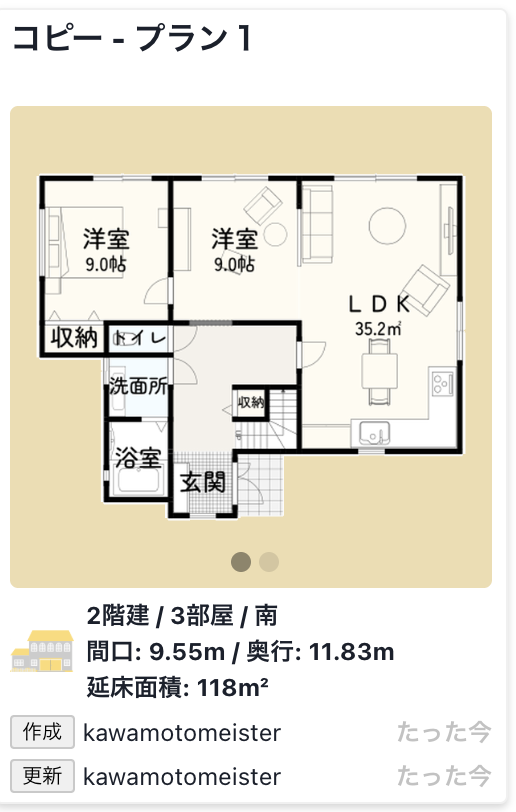 コピー - プラン 1
洋室
9.0帖
洋室
9.0帖
LDK
35.2㎡
収納
トイレ
洗面所
収納
浴室
玄関
2階建 / 3部屋 / 南
間口: 9.55m / 奥行: 11.83m
延床面積: 118m²
作成 kawamotomeister たった今
更新 kawamotomeister たった今